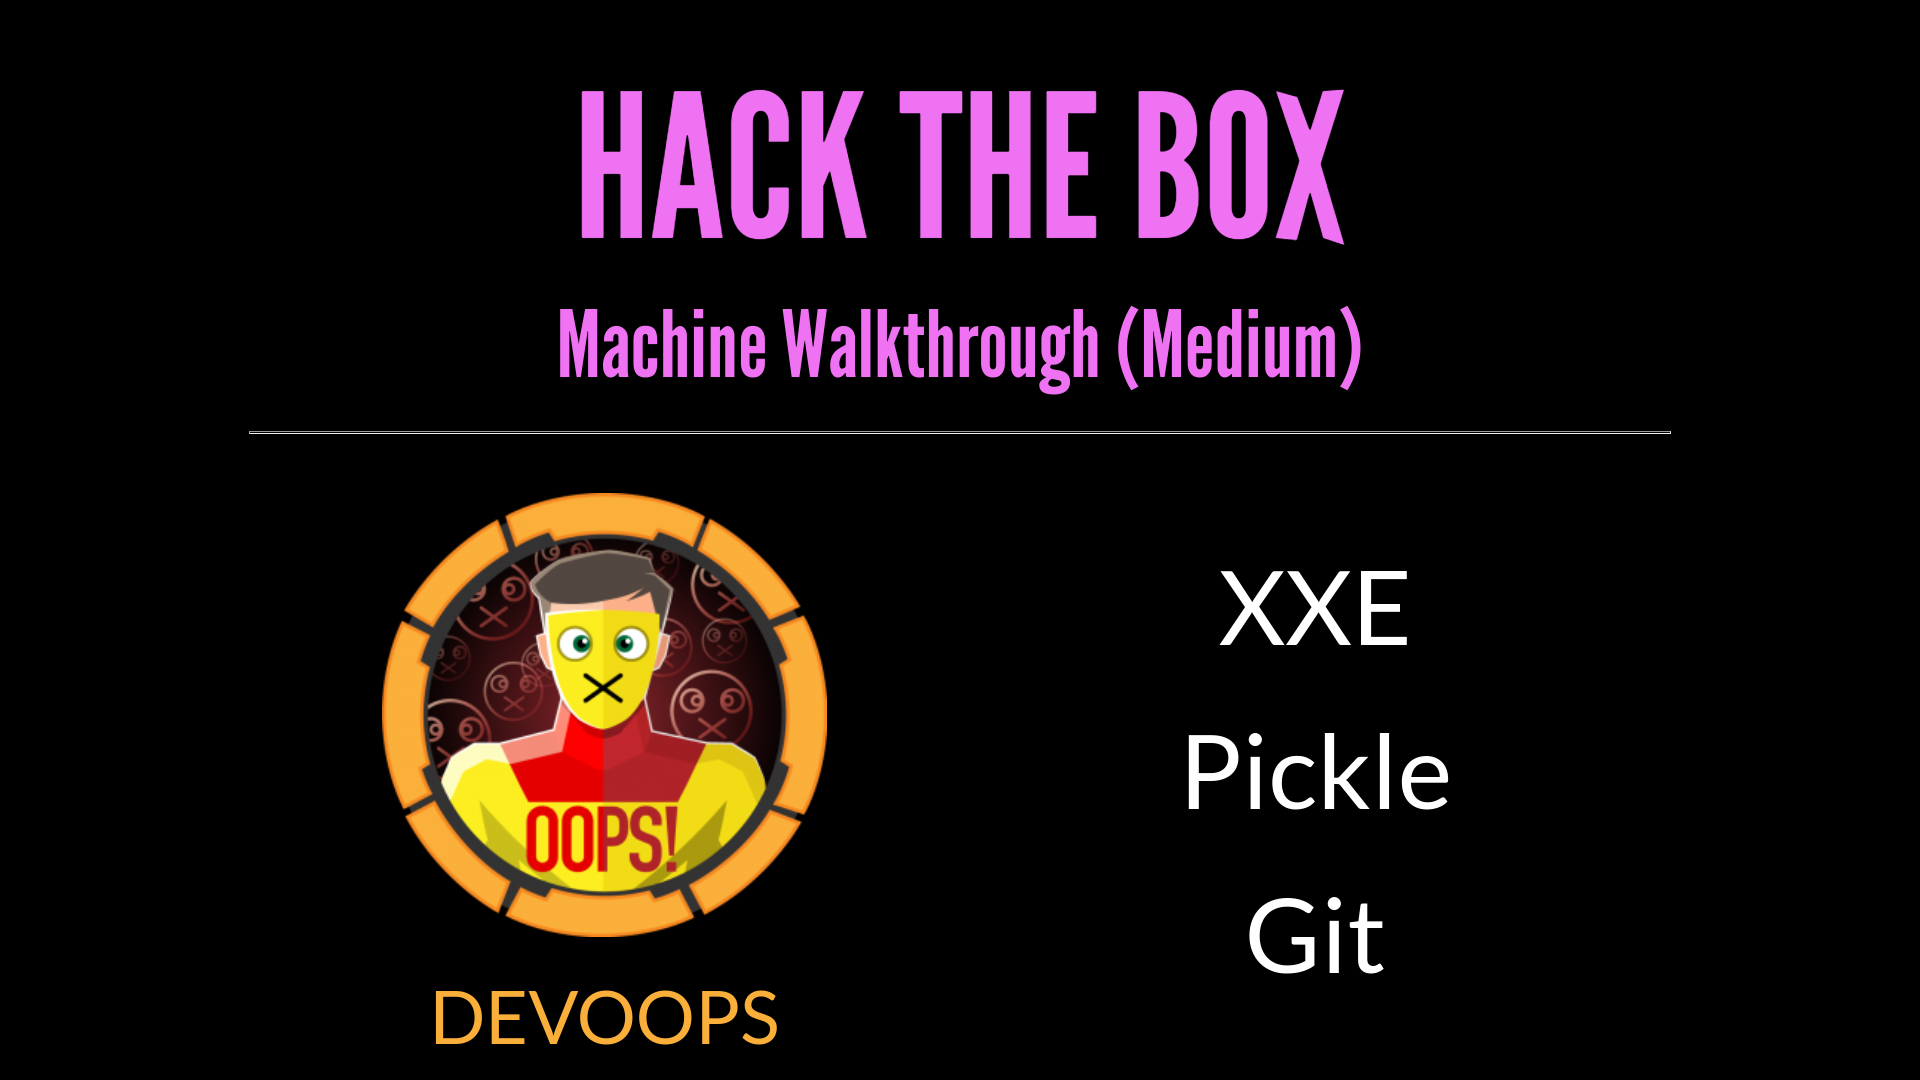 HACK THE BOX
Machine Walkthrough (Medium)
OOPS!
DEVOOPS
XXE
Pickle
Git